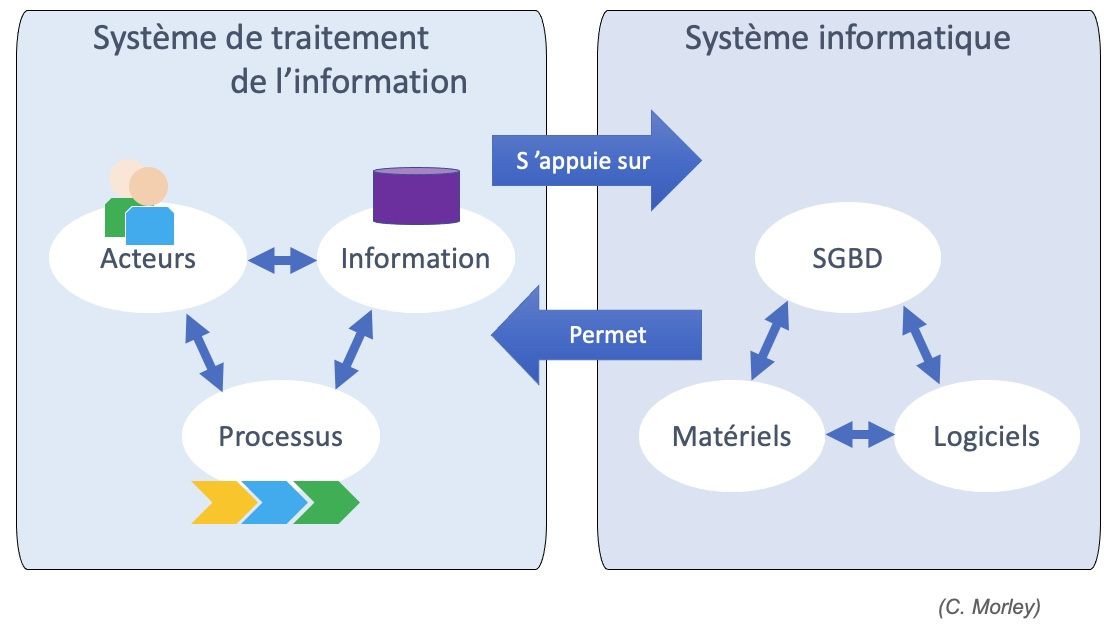 Système de traitement
de l’information
Système informatique
S ’appuie sur
Acteurs
Information
SGBD
Permet
Processus
Matériels
Logiciels
(C. Morley)